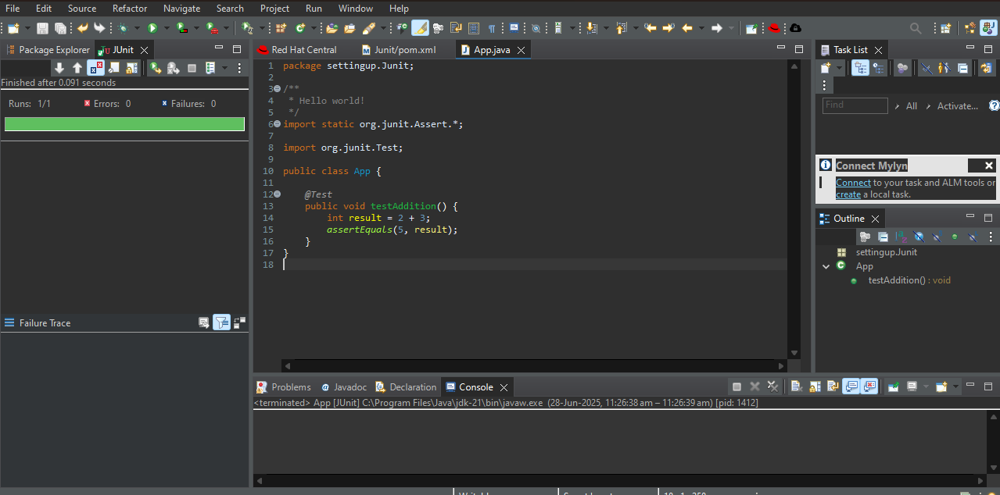 File Edit Source Refactor Navigate Search Project Run Window Help
Package Explorer JUnit
Finished after 0.091 seconds
Runs: 1/1 Errors: 0 Failures: 0
Failure Trace
Red Hat Central Junit/pom.xml App.java
1 package settingup.Junit;
2
3 /**
4 * Hello world!
5 */
6 import static org.junit.Assert.*;
7
8 import org.junit.Test;
9
10 public class App {
11
12 @Test
13 public void testAddition() {
14 int result = 2 + 3;
15 assertEquals(5, result);
16 }
17 }
18
Task List
Find All Activate...
Connect Mylyn
Connect to your task and ALM tools or
create a local task.
Outline
settingup.Junit
App
testAddition() : void
Problems Javadoc Declaration Console
<terminated> App [JUnit] C:\Program Files\Java\jdk-21\bin\javaw.exe (28-Jun-2025, 11:26:38 am – 11:26:39 am) [pid: 1412]